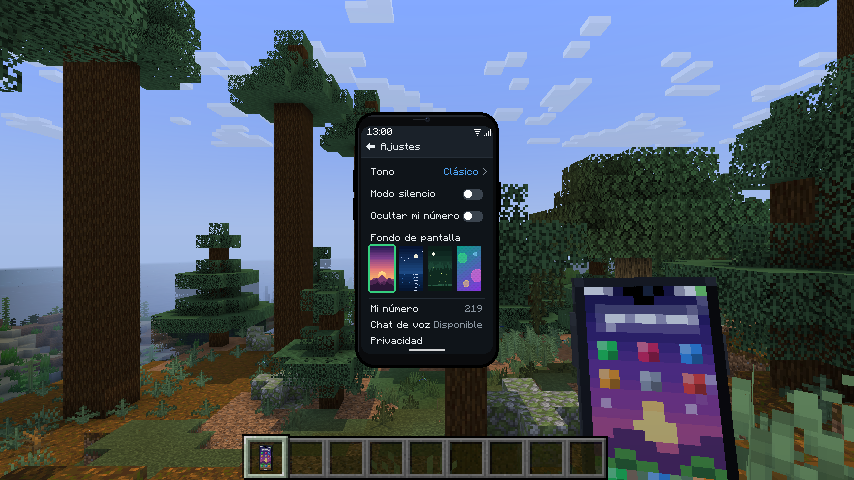 13:00
Ajustes
Tono Clásico
Modo silencio
Ocultar mi número
Fondo de pantalla
Mi número 219
Chat de voz Disponible
Privacidad